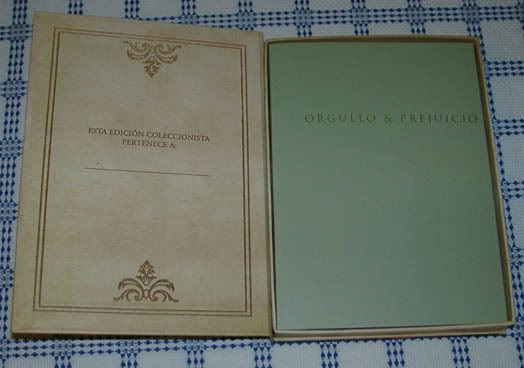 ESTA EDICIÓN COLECCIONISTA
PERTENECE A:
ORGULLO & PREJUICIO